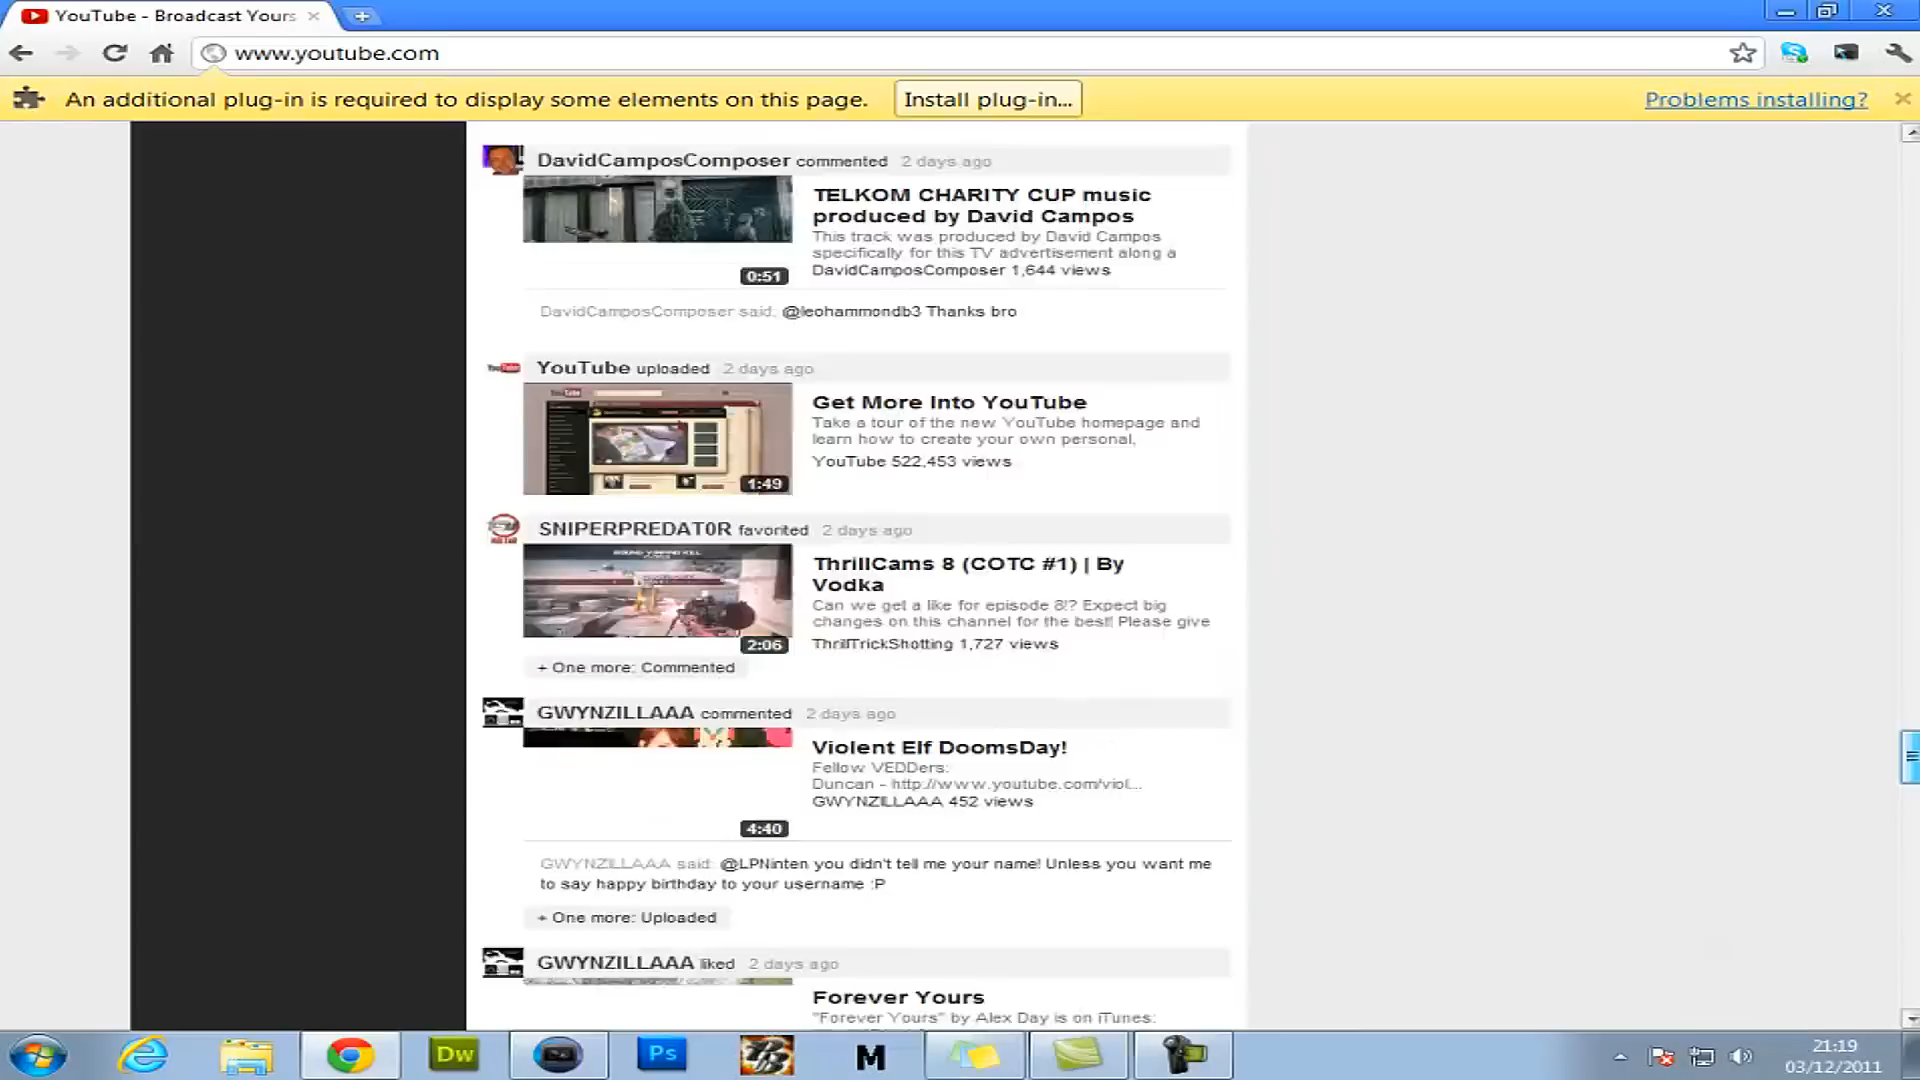 YouTube - Broadcast Yours
www.youtube.com
An additional plug-in is required to display some elements on this page.
Install plug-in...
Problems installing?
DavidCamposComposer commented 2 days ago
TELKOM CHARITY CUP music
produced by David Campos
This track was produced by David Campos
specifically for this TV advertisement along a
DavidCamposComposer 1,644 views
0:51
DavidCamposComposer said: @leohammondb3 Thanks bro
YouTube uploaded 2 days ago
Get More Into YouTube
Take a tour of the new YouTube homepage and
learn how to create your own personal,
YouTube 522,453 views
1:49
SNIPERPREDAT0R favorited 2 days ago
ThrillCams 8 (COTC #1) | By
Vodka
Can we get a like for episode 8!? Expect big
changes on this channel for the best! Please give
ThrillTrickShotting 1,727 views
2:06
+ One more: Commented
GWYNZILLAAA commented 2 days ago
Violent Elf DoomsDay!
Fellow VEDDers:
Duncan - http://www.youtube.com/viol...
GWYNZILLAAA 452 views
4:40
GWYNZILLAAA said: @LPNinten you didn't tell me your name! Unless you want me
to say happy birthday to your username :P
+ One more: Uploaded
GWYNZILLAAA liked 2 days ago
Forever Yours
"Forever Yours" by Alex Day is on iTunes:
Dw
Ps
M
21:19
03/12/2011